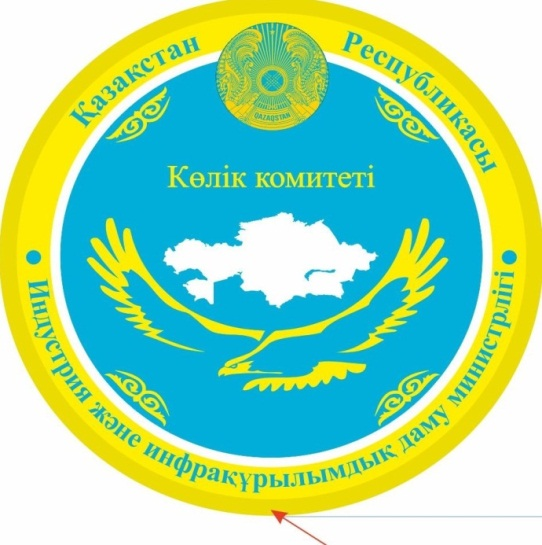 Қазақстан Республикасы
QAZAQSTAN
Көлік комитеті
Индустрия және инфрақұрылымдық даму министрлігі